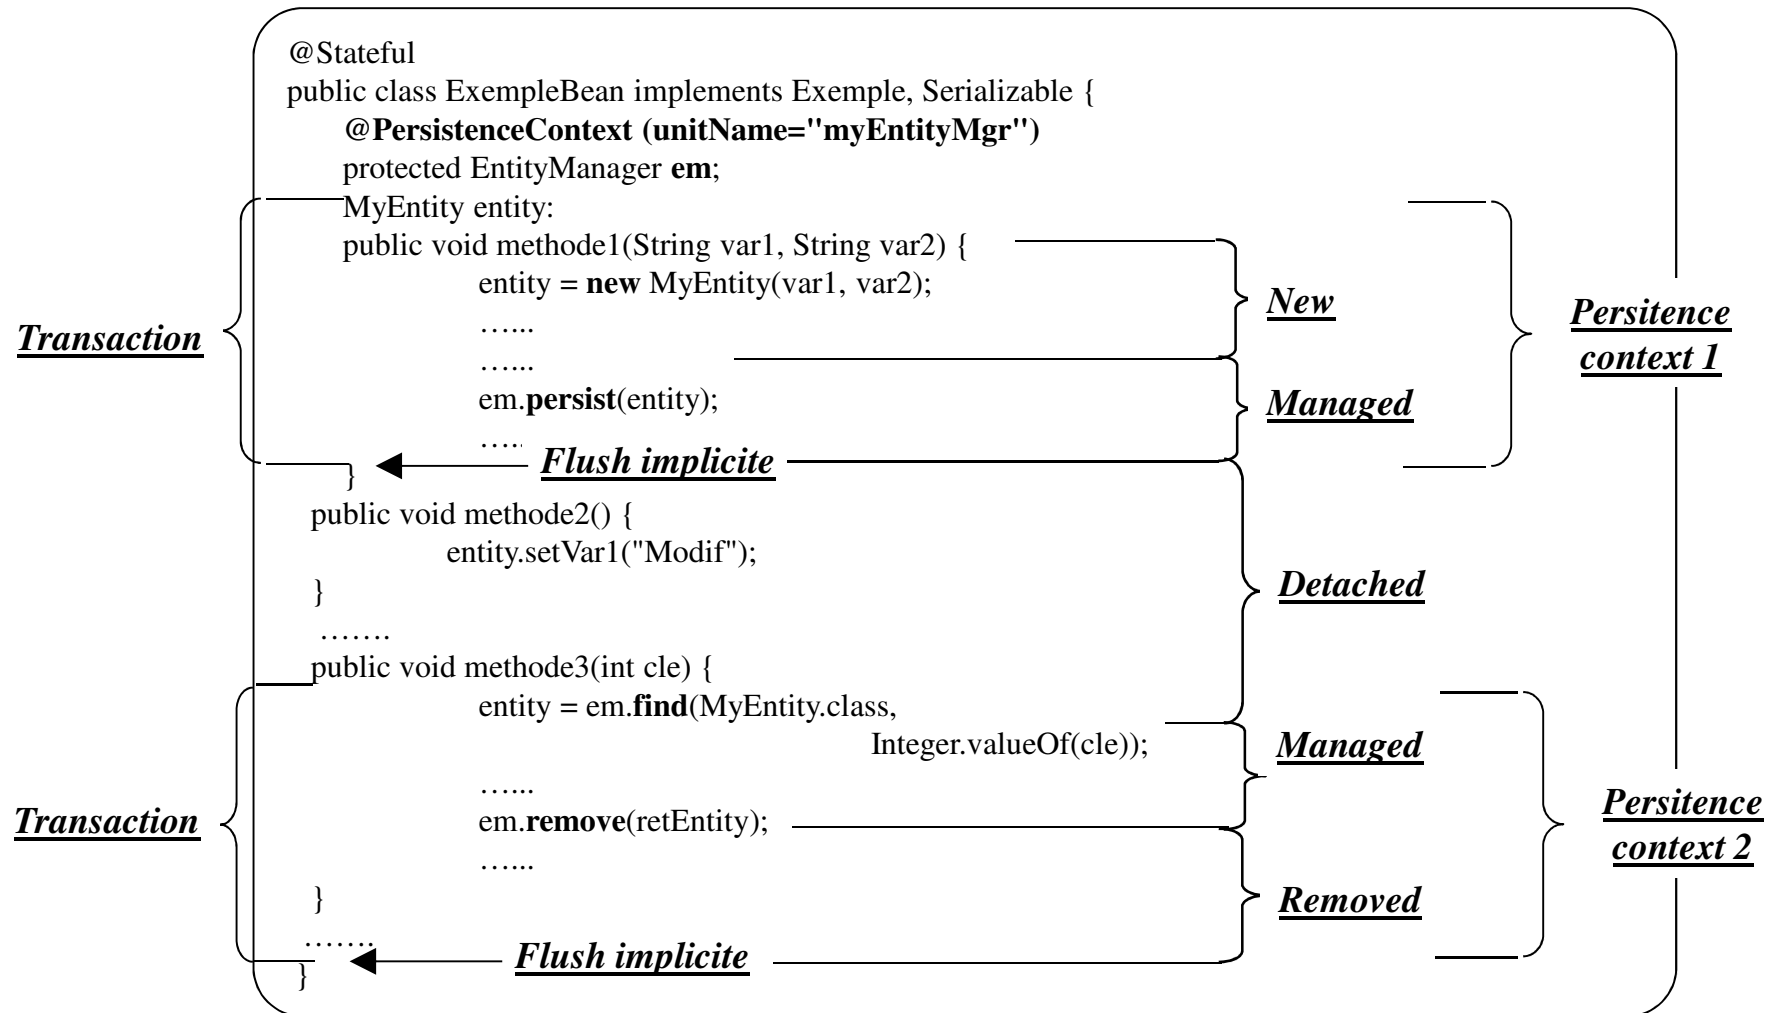 @Stateful
public class ExempleBean implements Exemple, Serializable {
@PersistenceContext (unitName="myEntityMgr")
protected EntityManager em;
MyEntity entity:
public void methode1(String var1, String var2) {
entity = new MyEntity(var1, var2);
…...
…...
em.persist(entity);
…..
}
public void methode2() {
entity.setVar1("Modif");
}
…….
public void methode3(int cle) {
entity = em.find(MyEntity.class,
Integer.valueOf(cle));
…...
em.remove(retEntity);
…...
}
…….
}
Transaction
Transaction
Flush implicite
Flush implicite
New
Managed
Detached
Managed
Removed
Persitence
context 1
Persitence
context 2